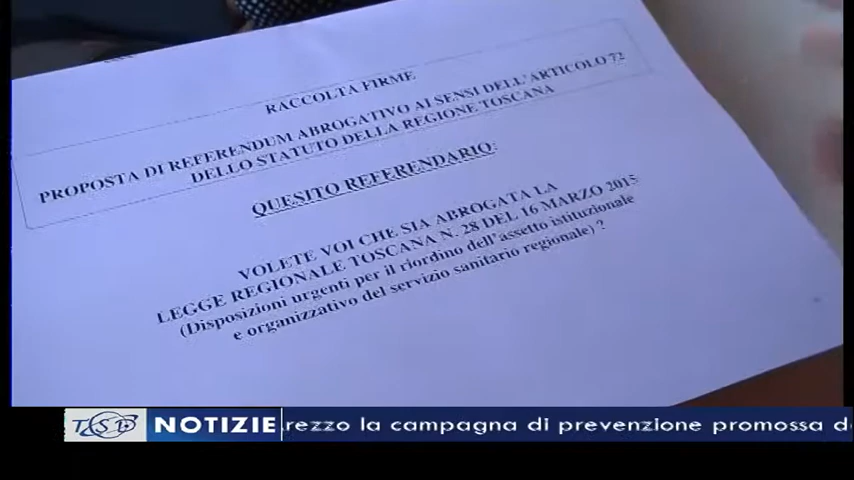 RACCOLTA FIRME
PROPOSTA DI REFERENDUM ABROGATIVO AI SENSI DELL'ARTICOLO 72
DELLO STATUTO DELLA REGIONE TOSCANA
QUESITO REFERENDARIO:
VOLETE VOI CHE SIA ABROGATA LA
LEGGE REGIONALE TOSCANA N. 28 DEL 16 MARZO 2015
(Disposizioni urgenti per il riordino dell'assetto istituzionale
e organizzativo del servizio sanitario regionale) ?
NOTIZIE rezzo la campagna di prevenzione promossa d